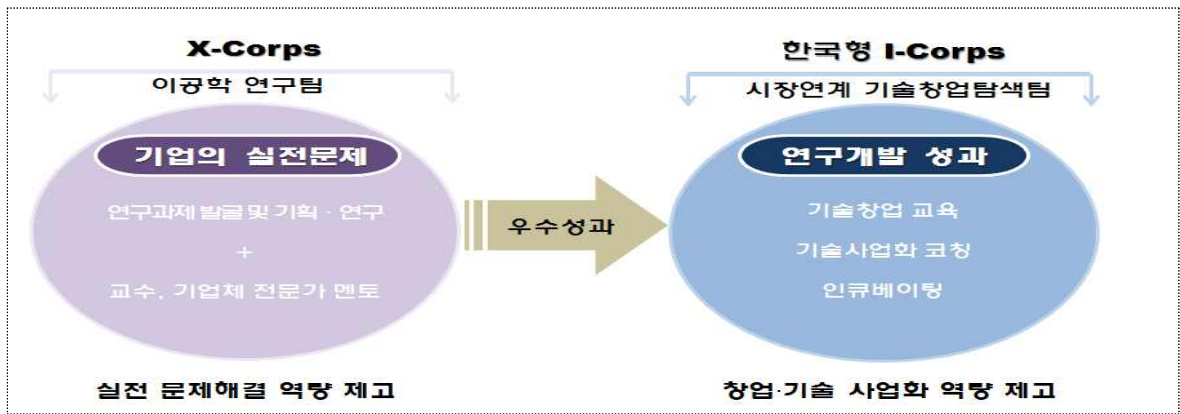 X-Corps
이공학 연구팀
기업의 실전문제
연구과제 발굴 및 기획 · 연구
+
교수, 기업체 전문가 멘토
실전 문제해결 역량 제고
우수성과
한국형 I-Corps
시장연계 기술창업탐색팀
연구개발 성과
기술창업 교육
기술사업화 코칭
인큐베이팅
창업·기술 사업화 역량 제고